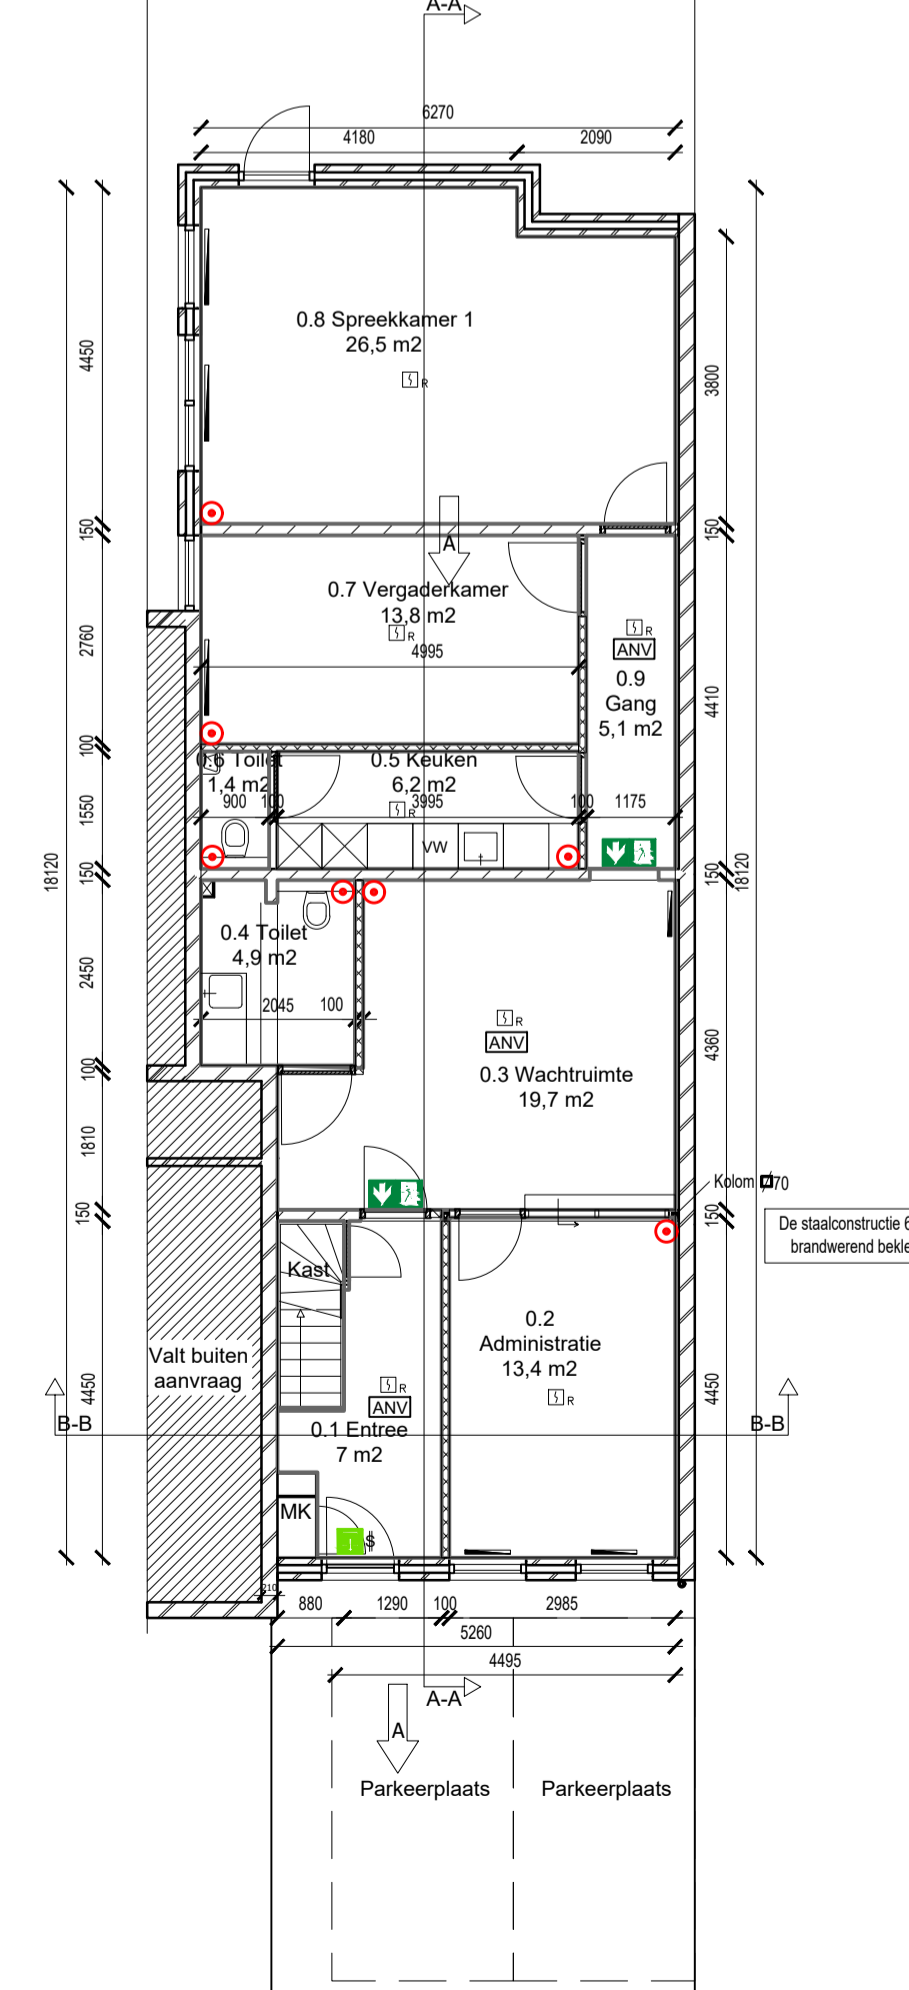 A-A
6270
4180
2090
0.8 Spreekkamer 1
26,5 m2
R
4450
3800
150
150
A
0.7 Vergaderkamer
13,8 m2
R
4995
2760
R
ANV
0.9
Gang
5,1 m2
4410
100
0.6 Toilet
1,4 m2
0.5 Keuken
6,2 m2
R
900
100
3995
100
1175
1550
VW
18120
150
150
18120
0.4 Toilet
4,9 m2
2450
2045
100
R
ANV
0.3 Wachtruimte
19,7 m2
4360
100
1810
Kolom
70
150
150
De staalconstructie 6
brandwerend bekle
Kast
0.2
Administratie
13,4 m2
R
Valt buiten
aanvraag
R
ANV
0.1 Entree
7 m2
4450
4450
B-B
B-B
MK
210
880
1290
100
2985
5260
4495
A-A
A
Parkeerplaats
Parkeerplaats